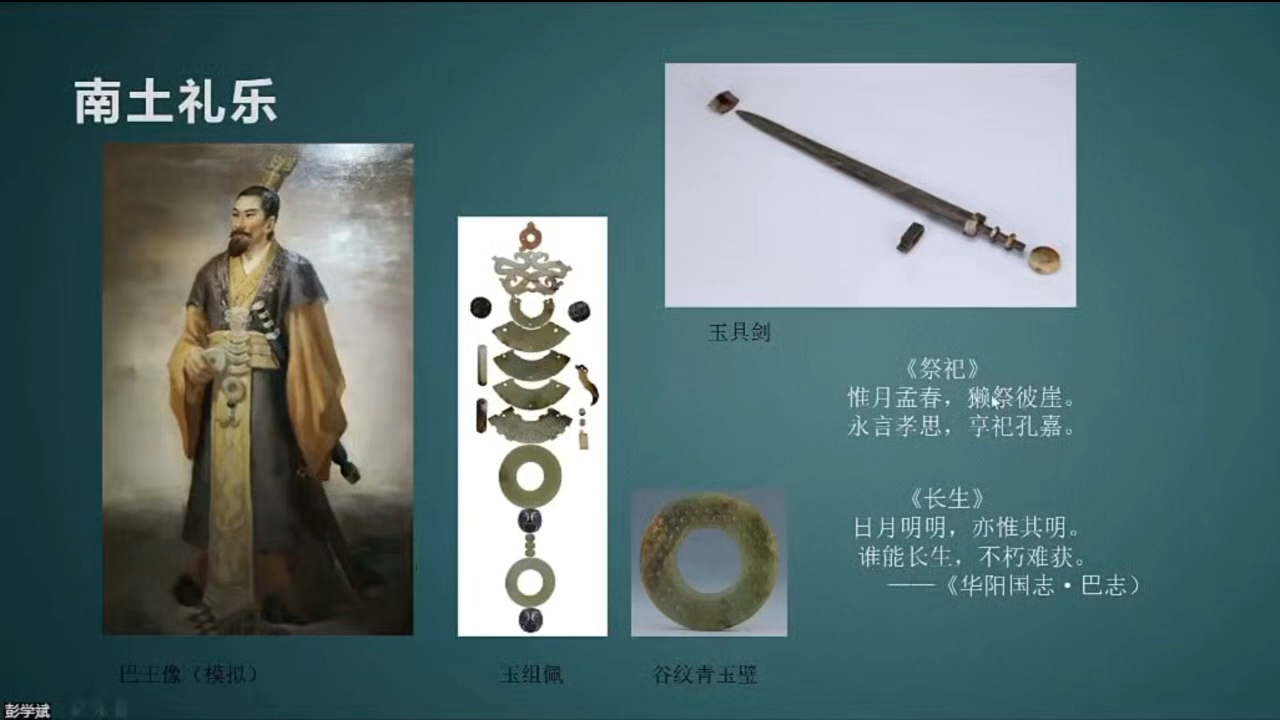 南土礼乐
玉具剑
《祭祀》
惟月孟春，獭祭彼崖。
永言孝思，享祀孔嘉。
《长生》
日月明明，亦惟其明。
谁能长生，不朽难获。
——《华阳国志·巴志）
巴王像（模拟）
玉组佩
谷纹青玉璧
彭学斌